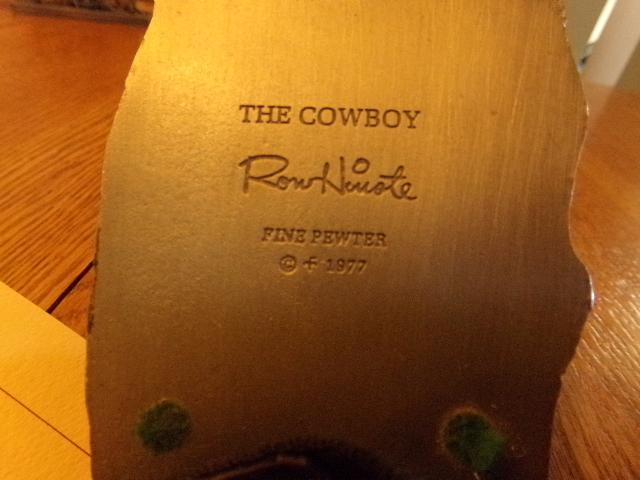 THE COWBOY
Ron Hinote
FINE PEWTER
© 1977